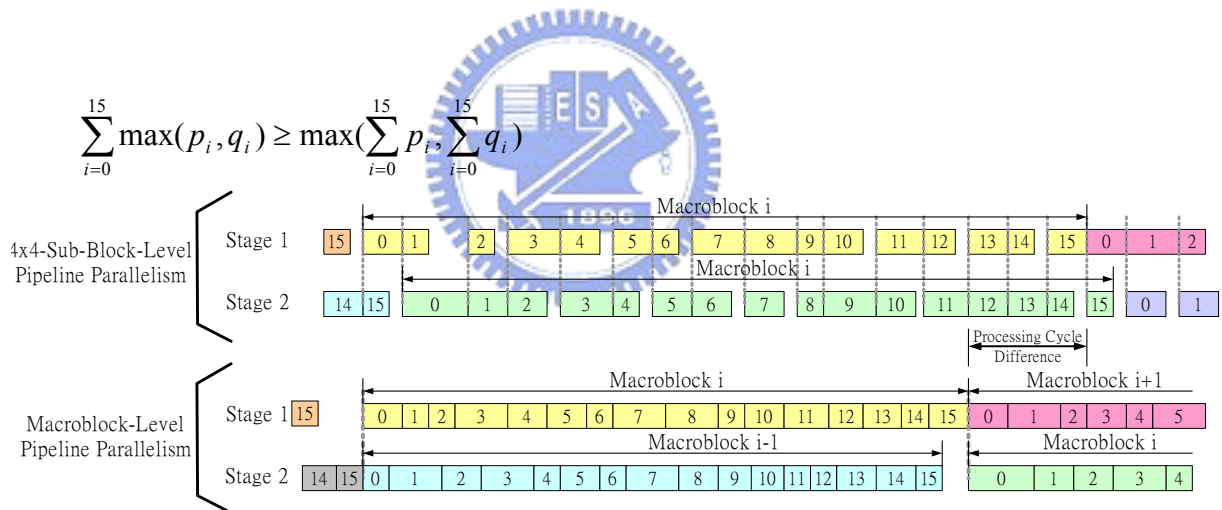 E S A
1896
∑_{i=0}^{15} max(p_i, q_i) ≥ max(∑_{i=0}^{15} p_i, ∑_{i=0}^{15} q_i)
Macroblock i
4x4-Sub-Block-Level
Pipeline Parallelism
Stage 1
15 0 1 2 3 4 5 6 7 8 9 10 11 12 13 14 15 0 1 2
Macroblock i
Stage 2
14 15 0 1 2 3 4 5 6 7 8 9 10 11 12 13 14 15 0 1
Processing Cycle
Difference
Macroblock i
Macroblock i+1
Macroblock-Level
Pipeline Parallelism
Stage 1
15 0 1 2 3 4 5 6 7 8 9 10 11 12 13 14 15 0 1 2 3 4 5
Macroblock i-1
Macroblock i
Stage 2
14 15 0 1 2 3 4 5 6 7 8 9 10 11 12 13 14 15 0 1 2 3 4